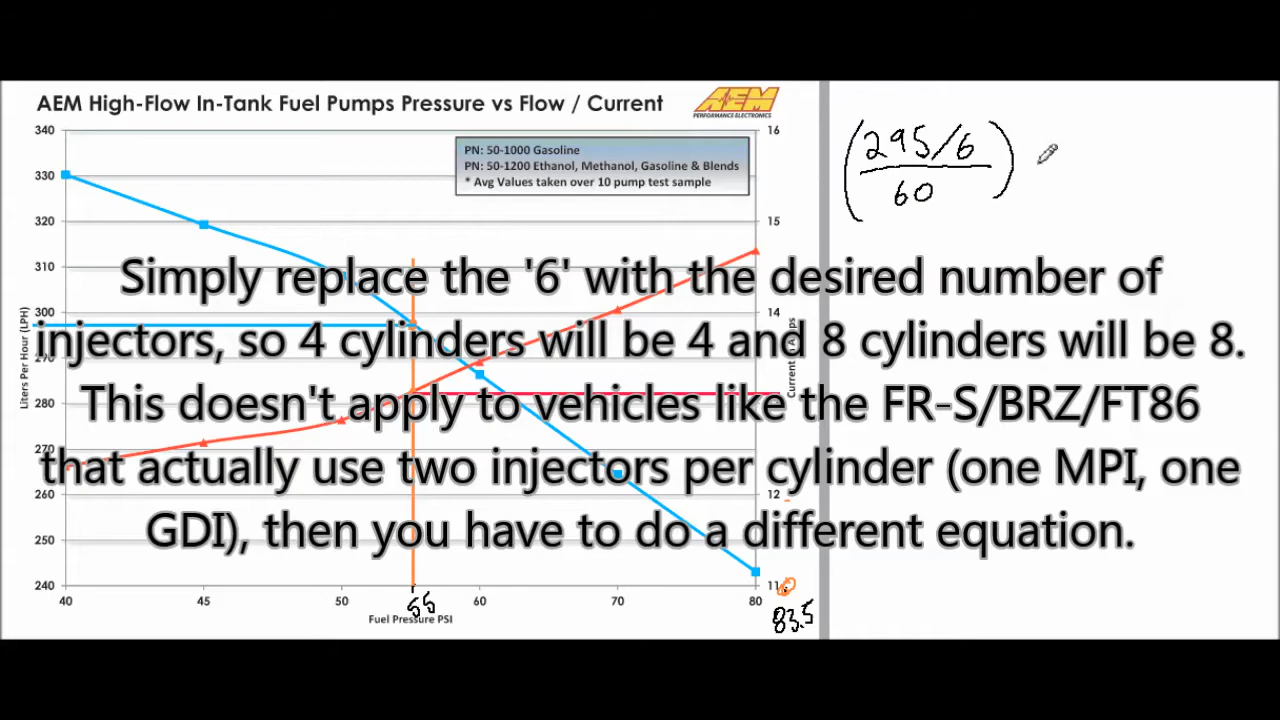 AEM High-Flow In-Tank Fuel Pumps Pressure vs Flow / Current
AEM
PERFORMANCE ELECTRONICS
340
330
320
310
300
290
280
270
260
250
240
Liters Per Hour (LPH)
PN: 50-1000 Gasoline
PN: 50-1200 Ethanol, Methanol, Gasoline & Blends
* Avg Values taken over 10 pump test sample
16
15
14
12
11
40
45
50
55
60
70
80
Fuel Pressure PSI
83.5
(295/6
60)
Simply replace the '6' with the desired number of
injectors, so 4 cylinders will be 4 and 8 cylinders will be 8.
This doesn't apply to vehicles like the FR-S/BRZ/FT86
that actually use two injectors per cylinder (one MPI, one
GDI), then you have to do a different equation.